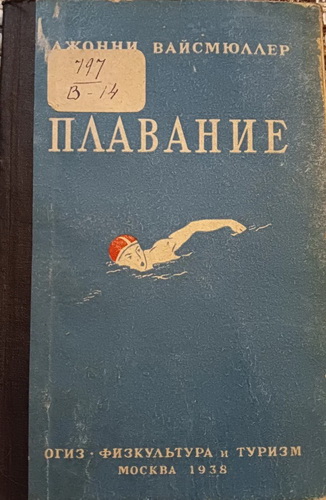 ДЖОННИ ВАЙСМЮЛЛЕР
797
В-14
ПЛАВАНИЕ
ОГИЗ · ФИЗКУЛЬТУРА и ТУРИЗМ
МОСКВА 1938